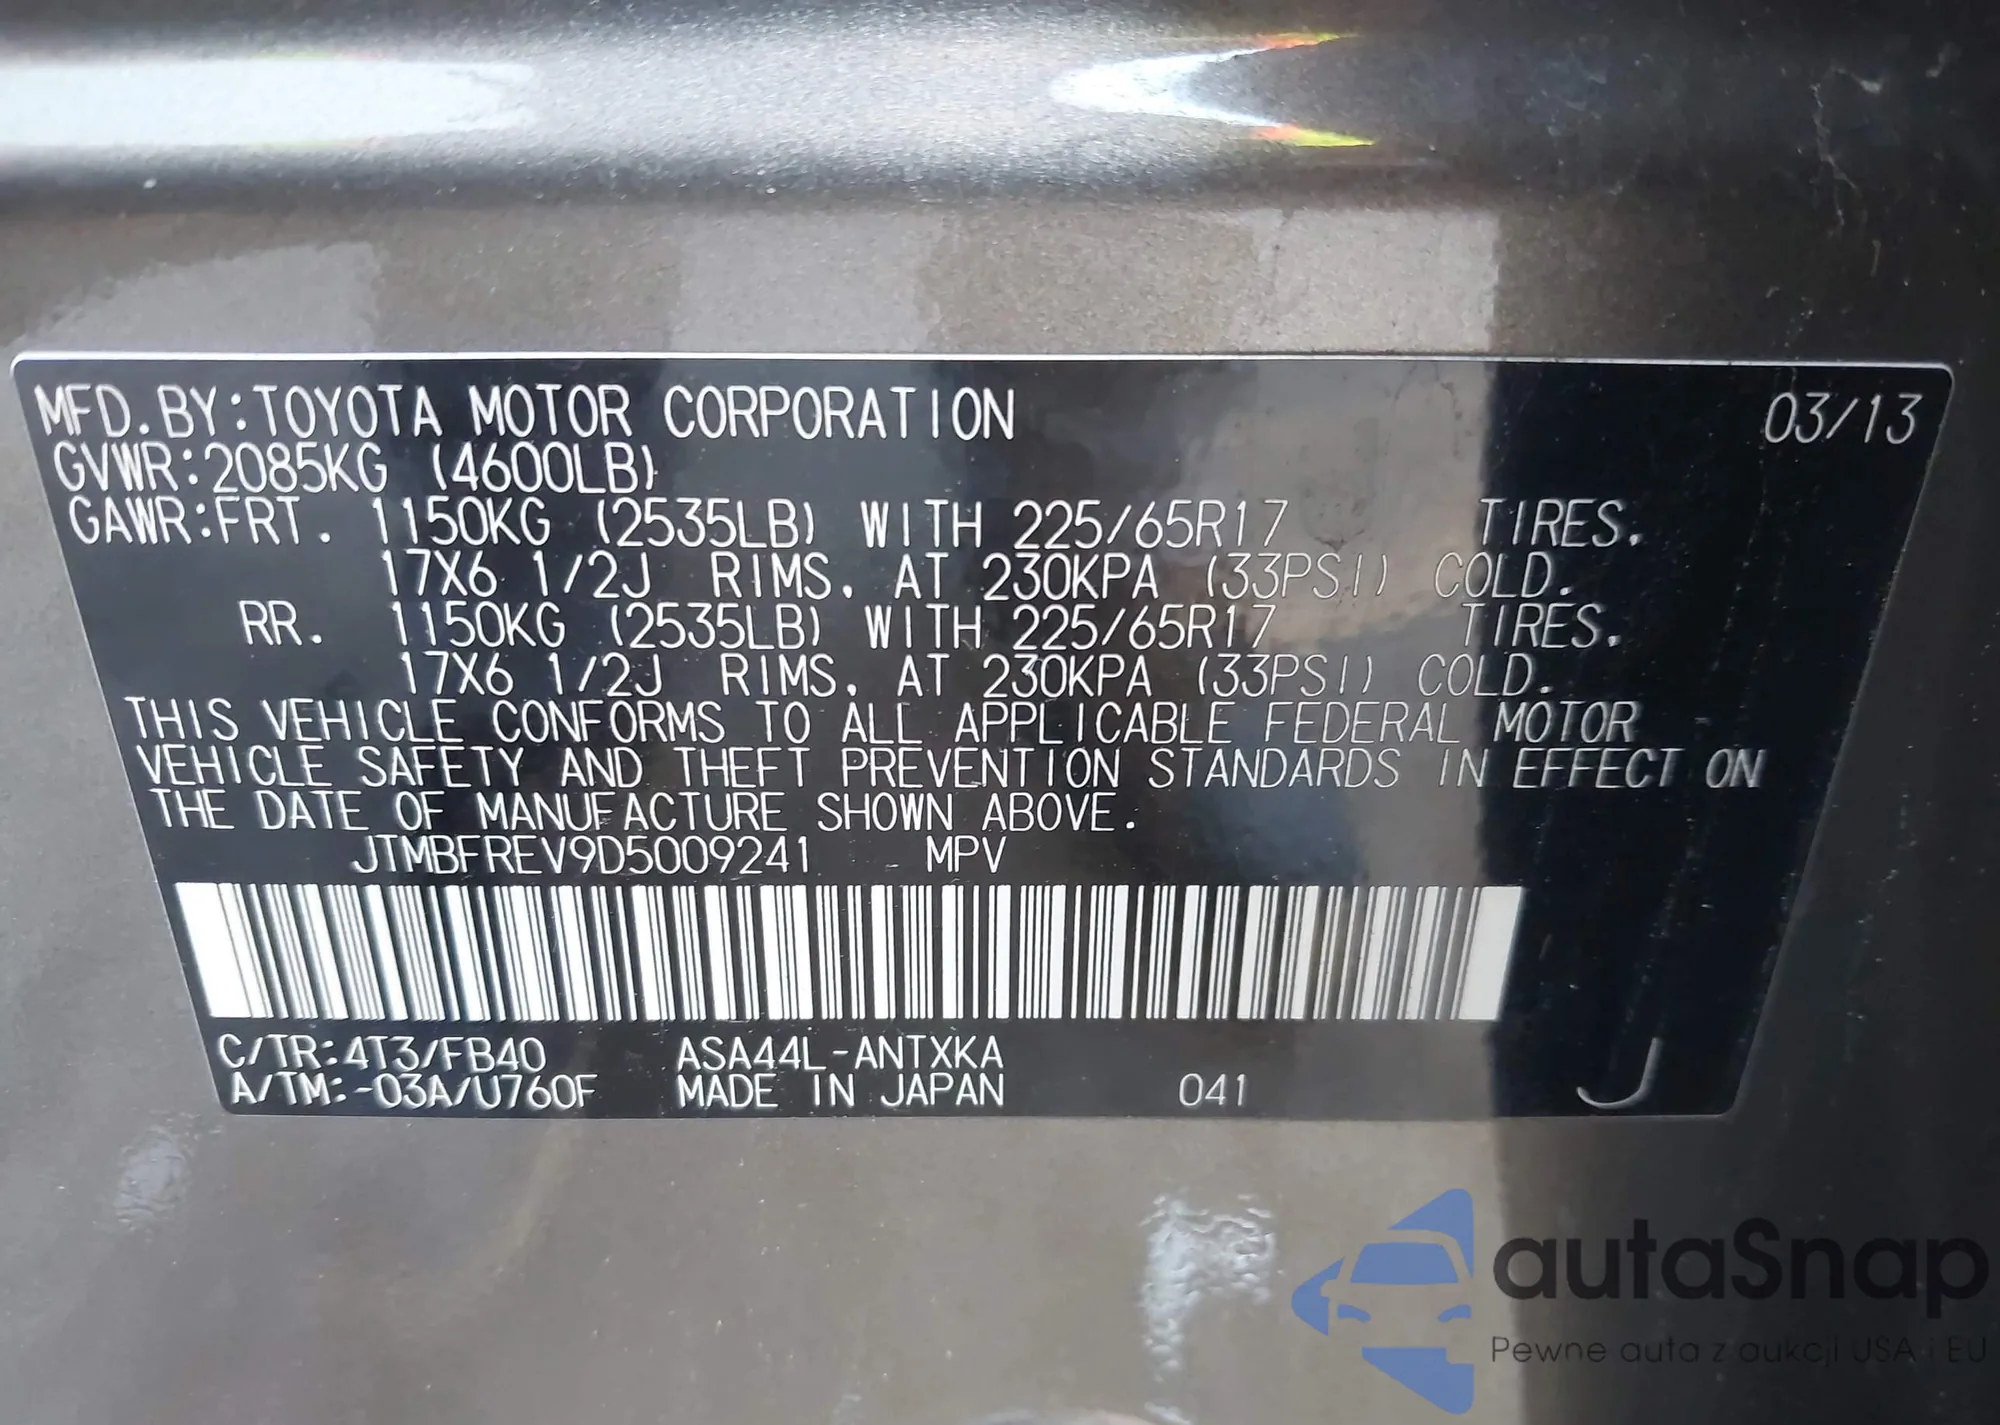 MFD.BY:TOYOTA MOTOR CORPORATION 03/13
GVWR:2085KG (4600LB)
GAWR:FRT. 1150KG (2535LB) WITH 225/65R17 TIRES.
17X6 1/2J RIMS. AT 230KPA (33PSI) COLD.
RR. 1150KG (2535LB) WITH 225/65R17 TIRES.
17X6 1/2J RIMS. AT 230KPA (33PSI) COLD.
THIS VEHICLE CONFORMS TO ALL APPLICABLE FEDERAL MOTOR
VEHICLE SAFETY AND THEFT PREVENTION STANDARDS IN EFFECT ON
THE DATE OF MANUFACTURE SHOWN ABOVE.
JTMBFREV9D5009241 MPV
C/TR:4T3/FB40 ASA44L-ANTXKA
A/TM:-03A/U760F MADE IN JAPAN 041 J
autaSnap
Pewne auta z aukcji USA i EU